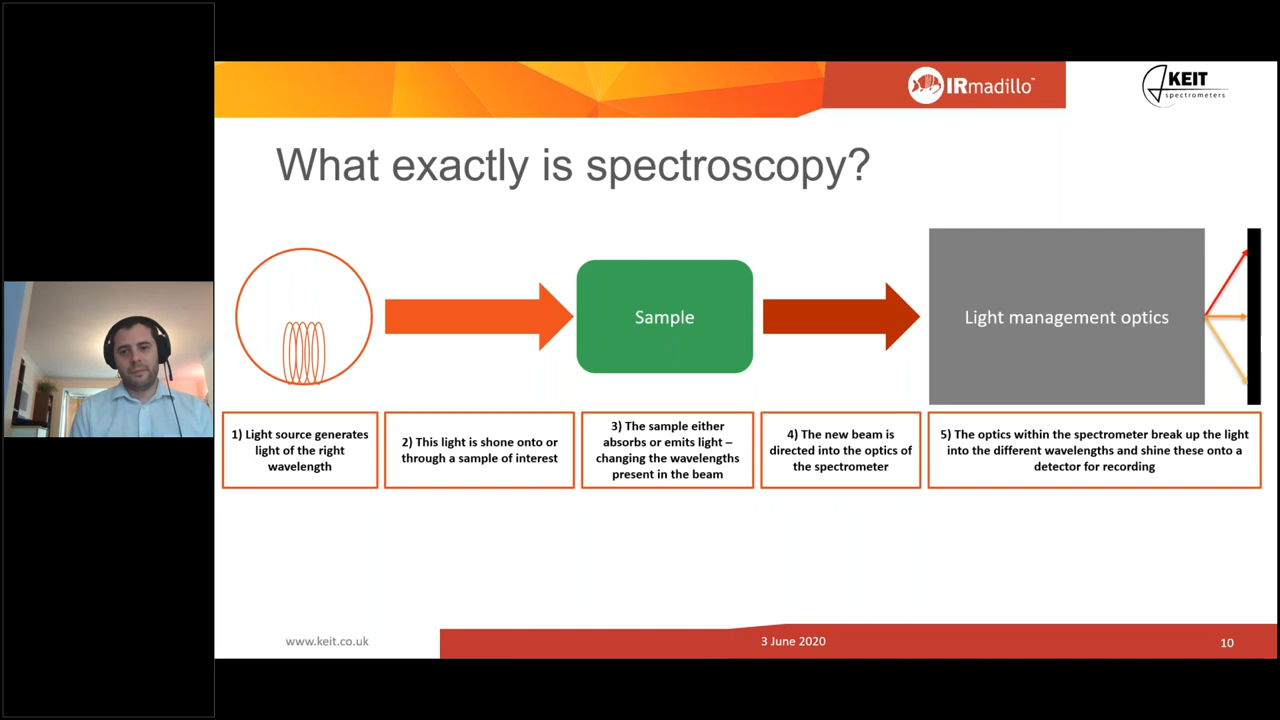 IRmadillo™
KEIT
spectrometers
What exactly is spectroscopy?
Sample
Light management optics
1) Light source generates
light of the right
wavelength
2) This light is shone onto or
through a sample of interest
3) The sample either
absorbs or emits light –
changing the wavelengths
present in the beam
4) The new beam is
directed into the optics of
the spectrometer
5) The optics within the spectrometer break up the light
into the different wavelengths and shine these onto a
detector for recording
www.keit.co.uk
3 June 2020
10